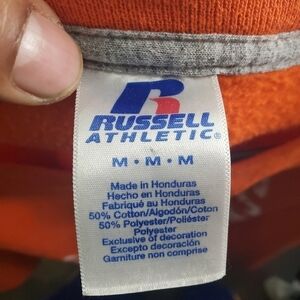 RUSSELL
ATHLETIC®
M • M • M
Made in Honduras
Hecho en Honduras
Fabriqué au Honduras
50% Cotton/Algodón/Coton
50% Polyester/Poliéster
Polyester
Exclusive of decoration
Excepto decoración
Garniture non comprise